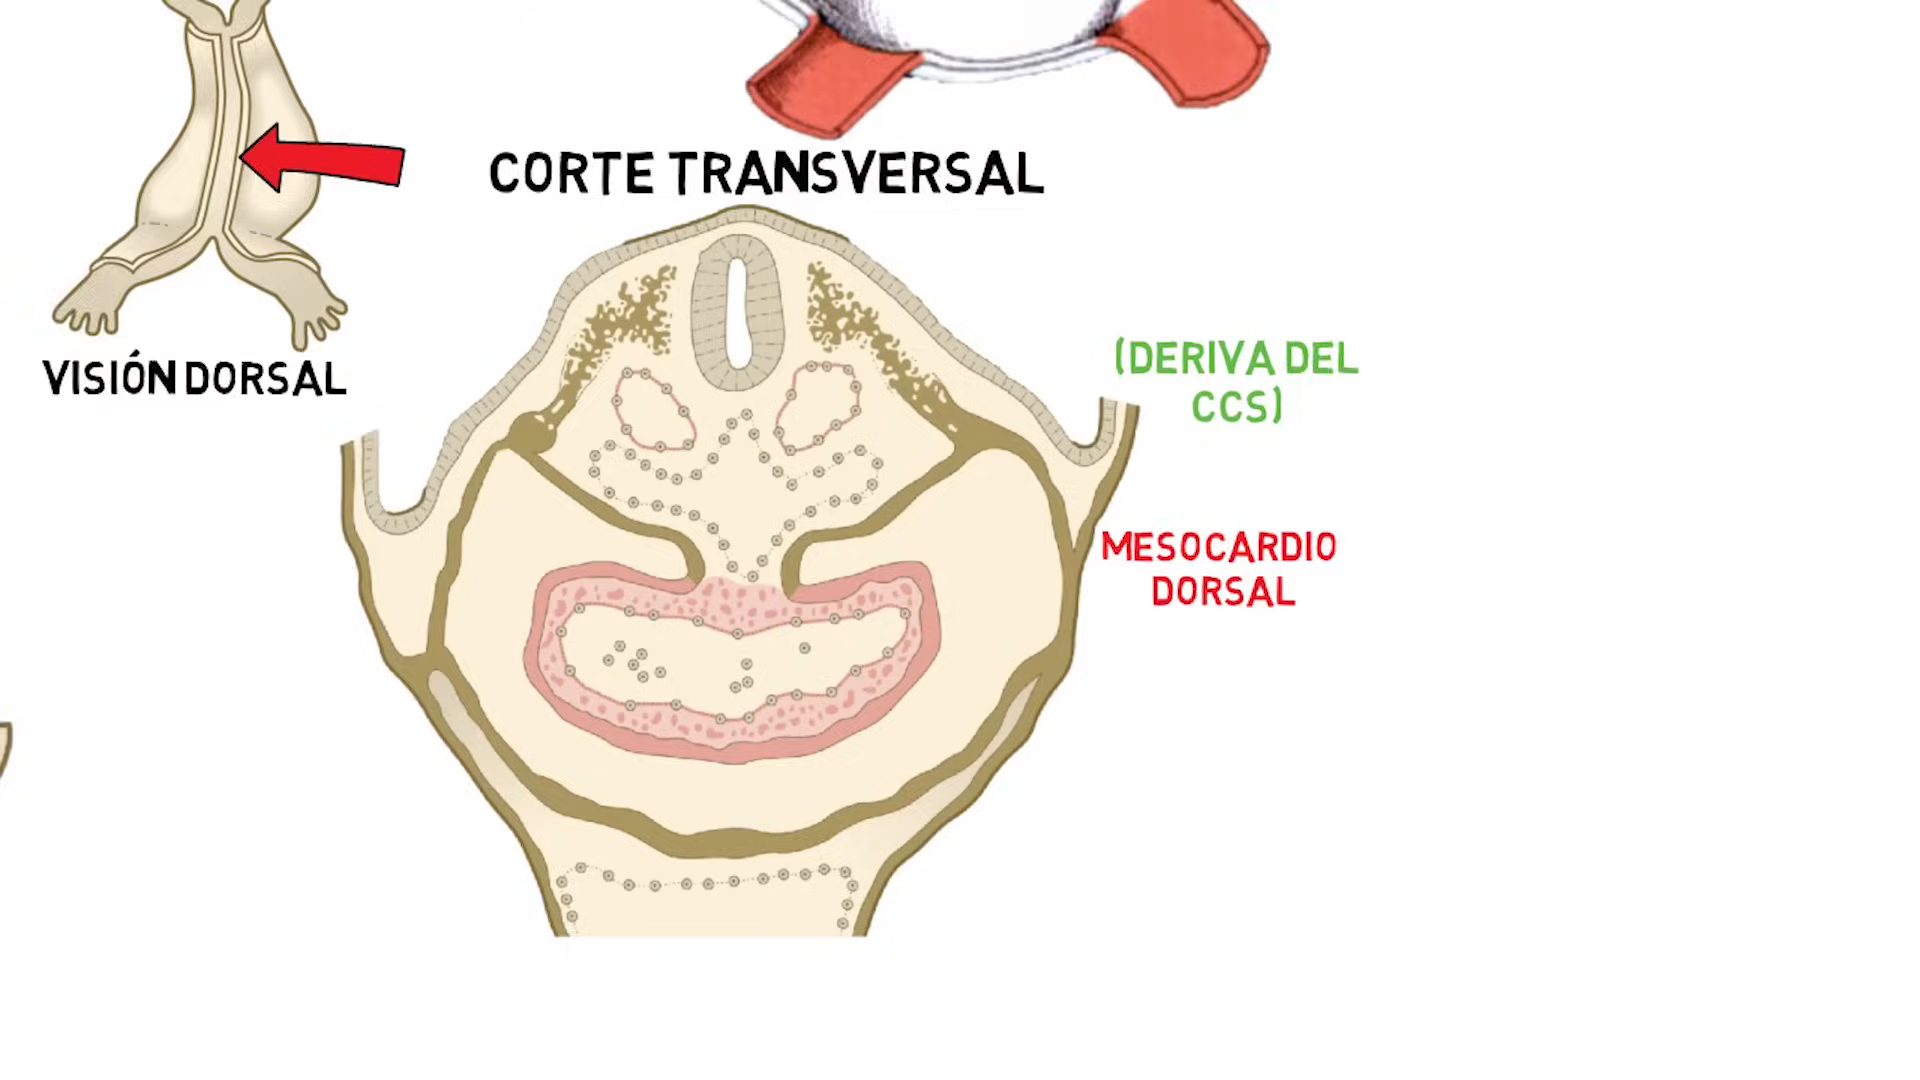 CORTE TRANSVERSAL
VISIÓN DORSAL
(DERIVA DEL
CCS)
MESOCARDIO
DORSAL